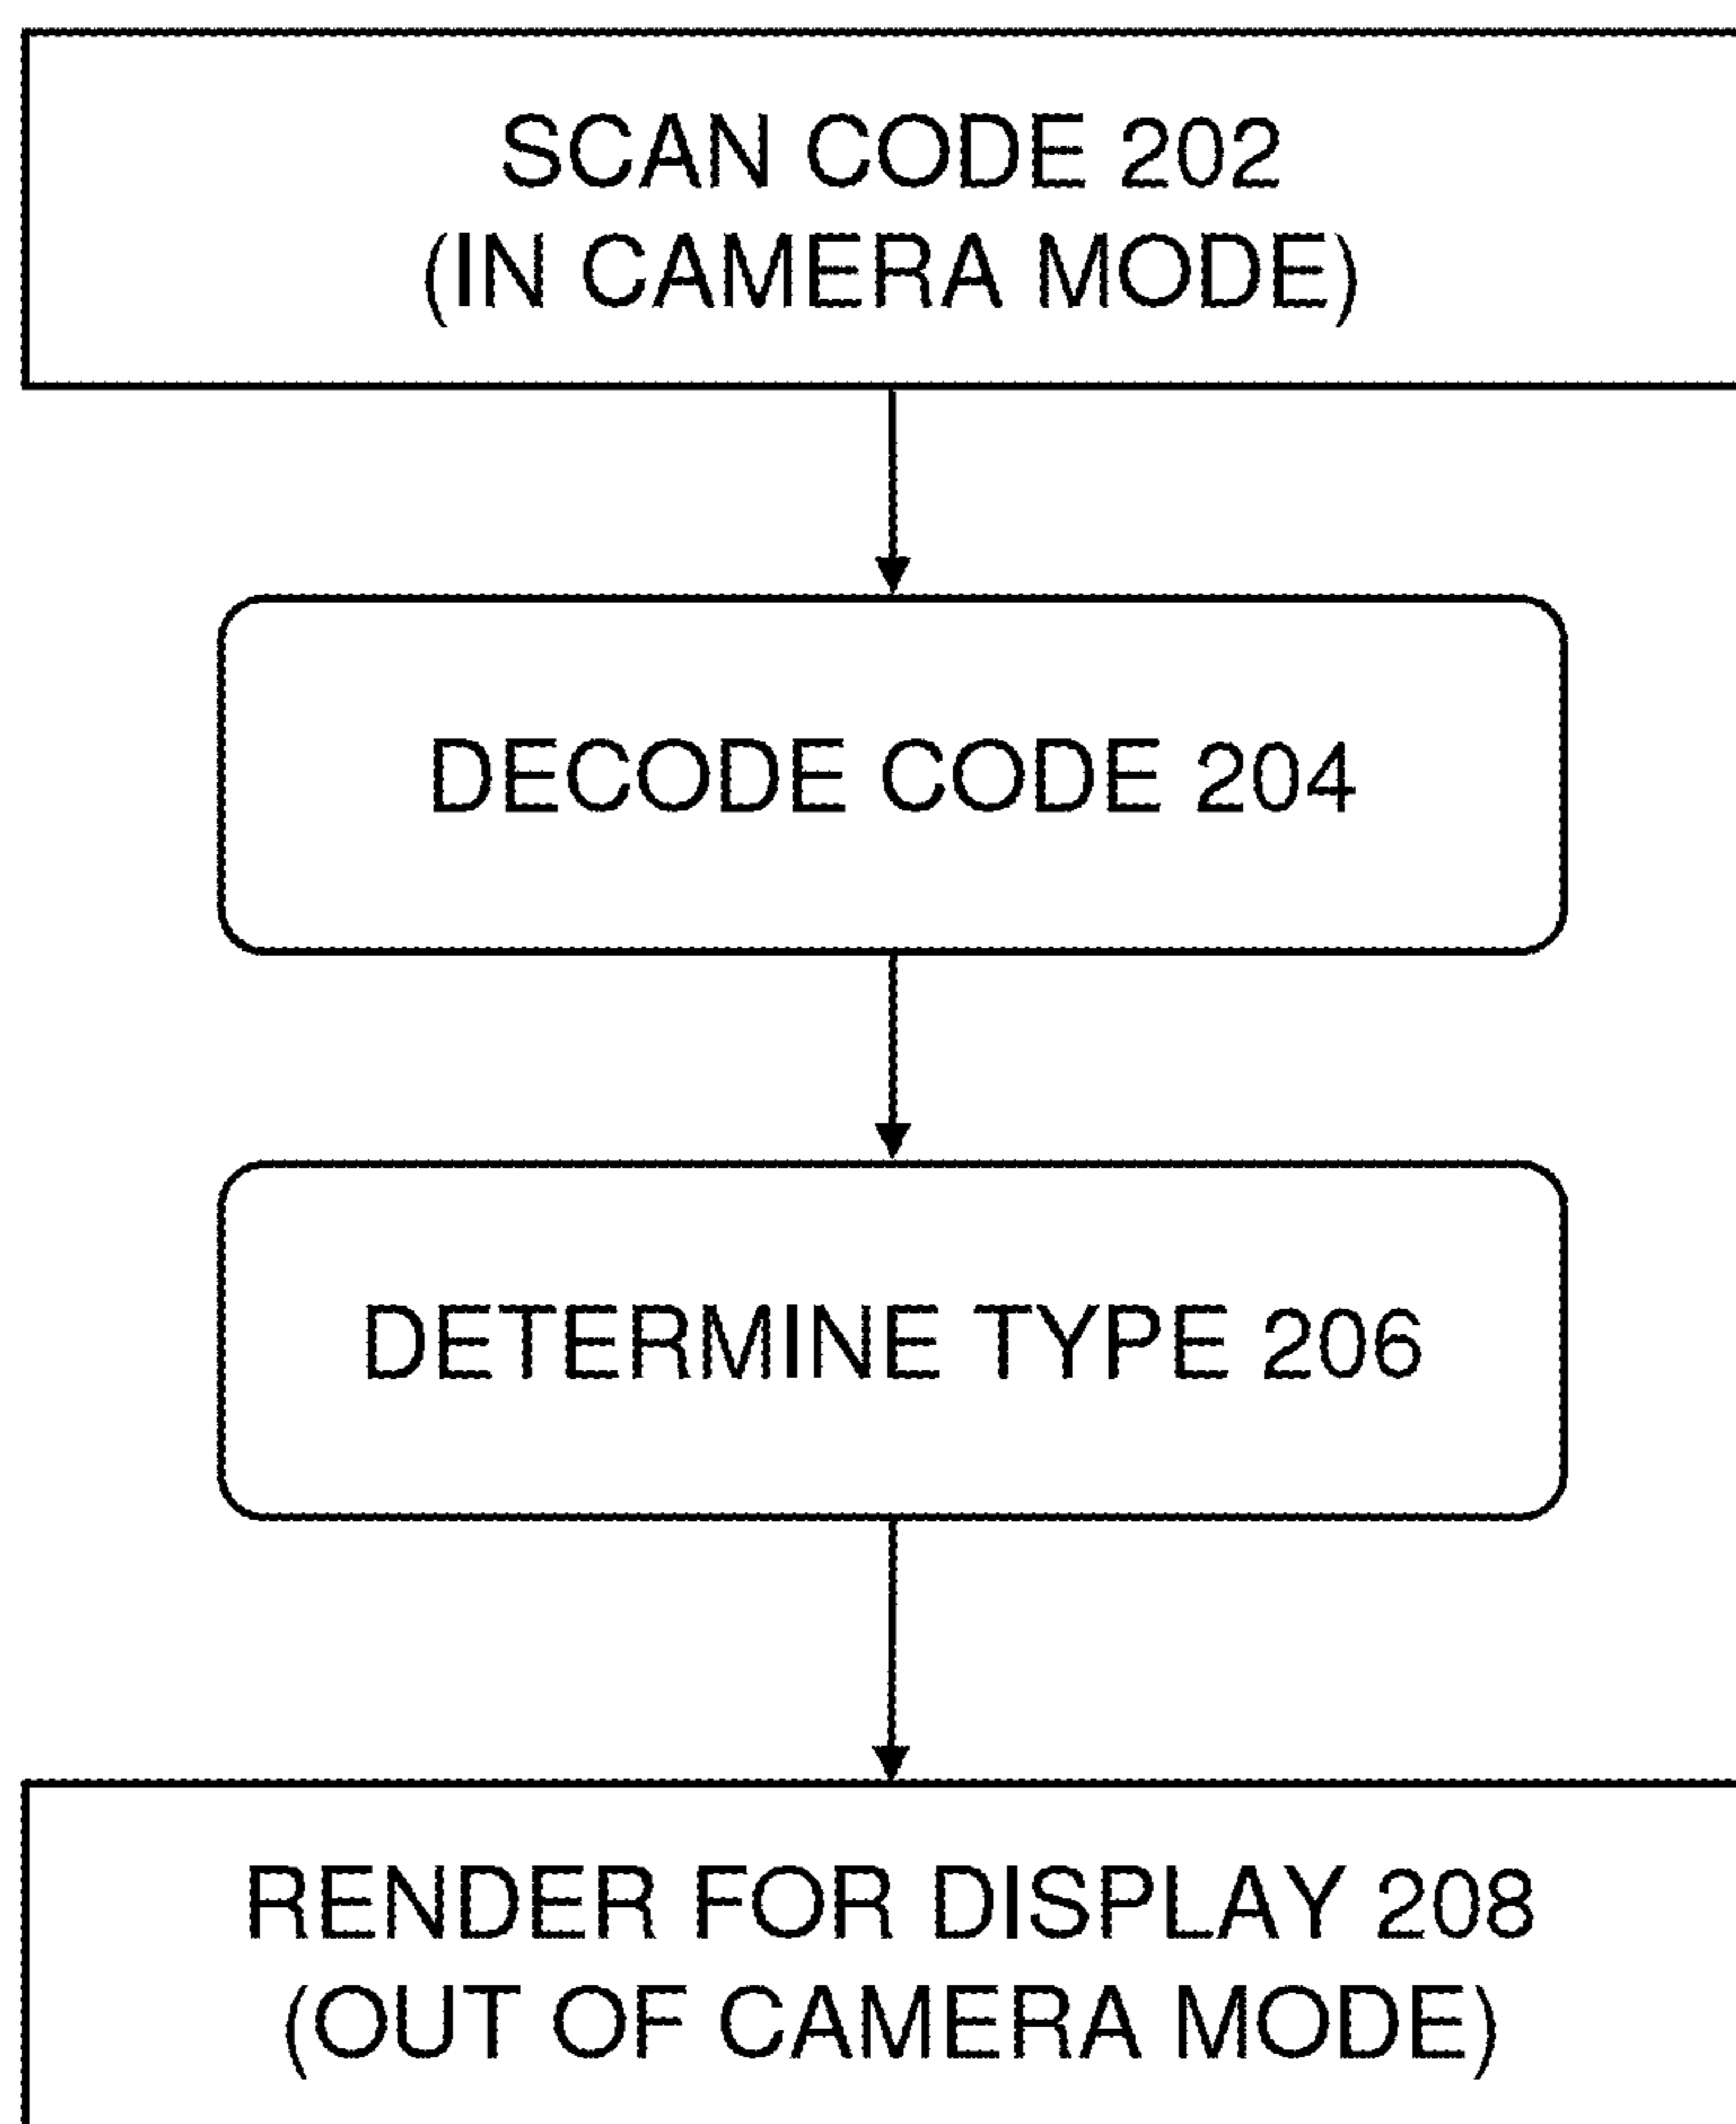 SCAN CODE 202
(IN CAMERA MODE)
DECODE CODE 204
DETERMINE TYPE 206
RENDER FOR DISPLAY 208
(OUT OF CAMERA MODE)